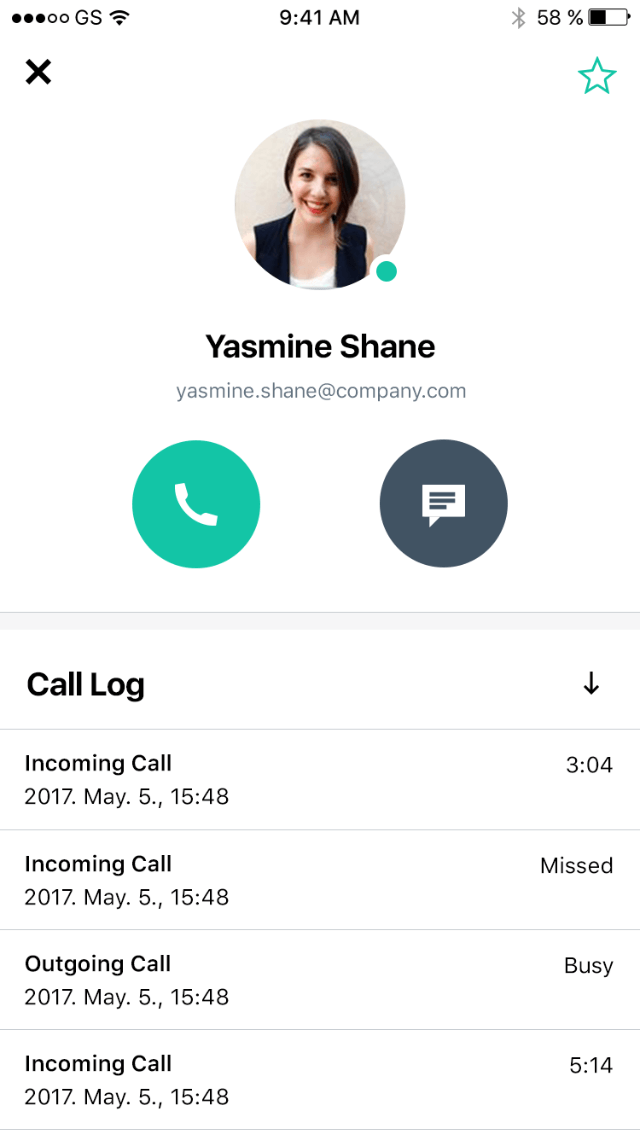 GS 9:41 AM 58 %
Yasmine Shane
yasmine.shane@company.com
Call Log
Incoming Call 3:04
2017. May. 5., 15:48
Incoming Call Missed
2017. May. 5., 15:48
Outgoing Call Busy
2017. May. 5., 15:48
Incoming Call 5:14
2017. May. 5., 15:48